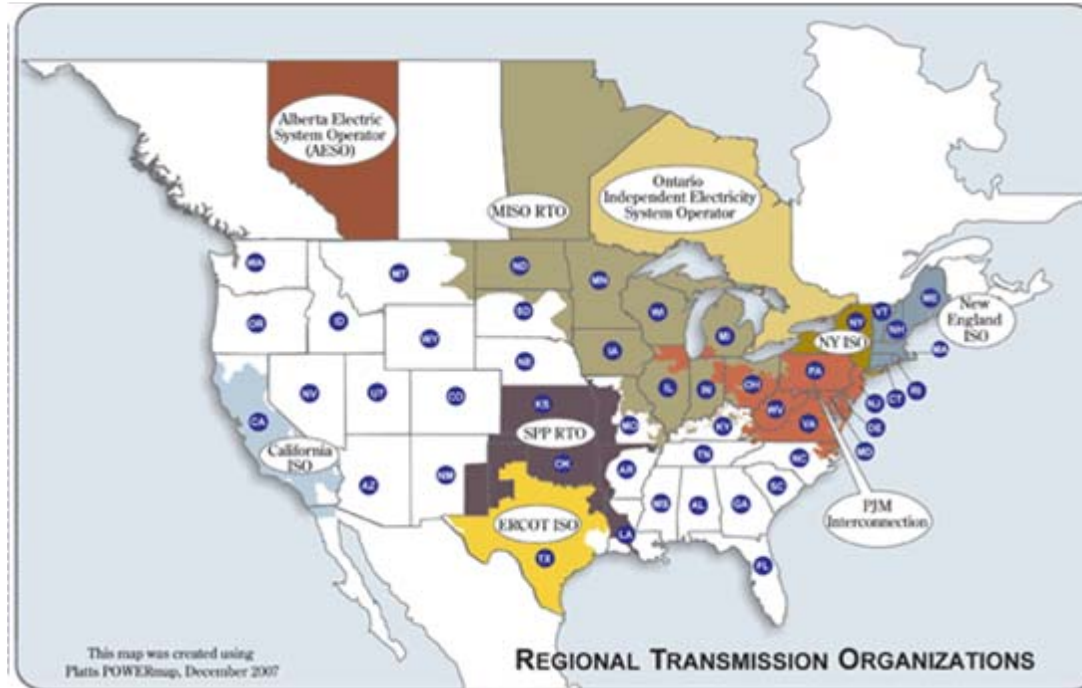 Alberta Electric
System Operator
(AESO)
Ontario
Independent Electricity
System Operator
MISO RTO
WA
MT
ND
MN
OR
ID
SD
WI
MI
NY
VT
ME
NH
New
England
ISO
WY
IA
NY ISO
MA
NE
PA
RI
NV
UT
CO
IL
IN
OH
WV
NJ
CT
CA
KS
MO
KY
VA
DE
California
ISO
SPP RTO
MD
AZ
NM
OK
AR
TN
NC
SC
MS
AL
GA
PJM
Interconnection
ERCOT ISO
LA
TX
FL
This map was created using
Platts POWERmap, December 2007
REGIONAL TRANSMISSION ORGANIZATIONS